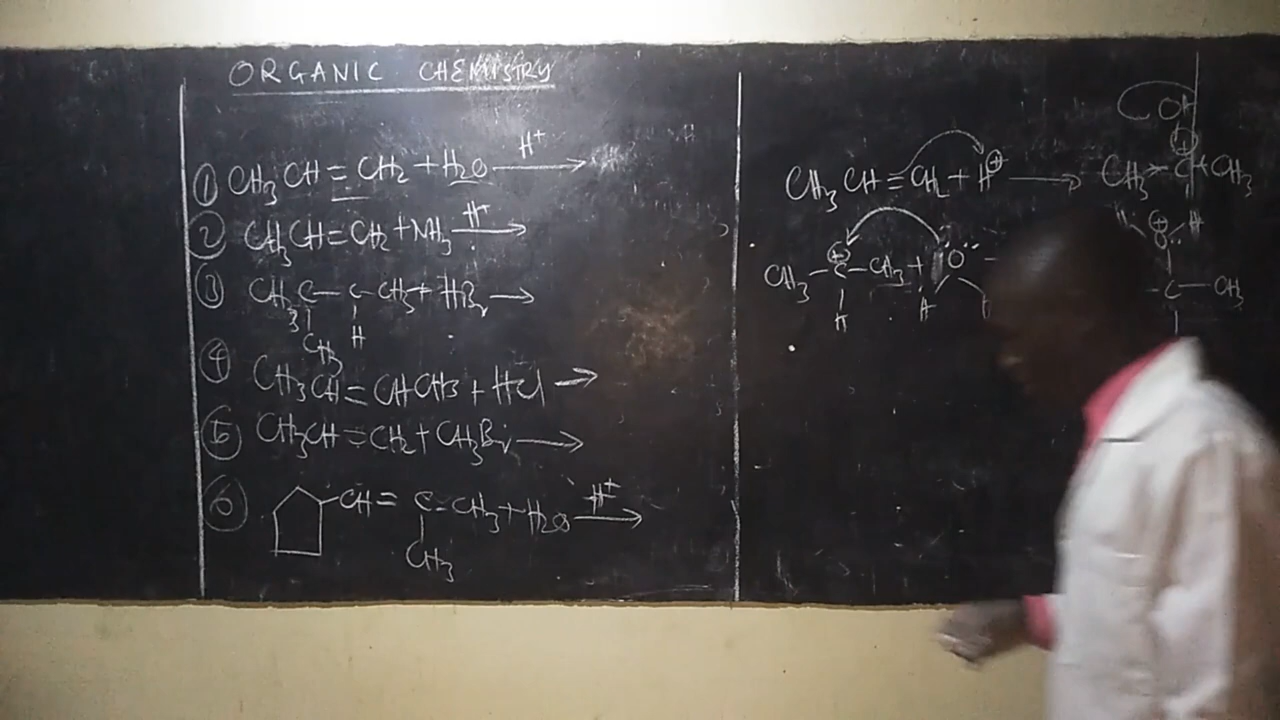 ORGANIC CHEMISTRY
① CH₃CH=CH₂ + H₂O —H⁺→
② CH₃CH=CH₂ + NH₃ —H⁺→
③ CH₃C—C—CH₃ + HBr →
CH₃ H
④ CH₃CH=CHCH₃ + HCl →
⑤ CH₃CH=CH₂ + CH₃Br →
⑥ CH=C-CH₃ + H₂O —H⁺→
CH₃
OH
CH₃CH=CH₂ + H⊕ → CH₃-C-CH₃
⊕ H
CH₃—C—CH₃ + O
H H
C—CH₃